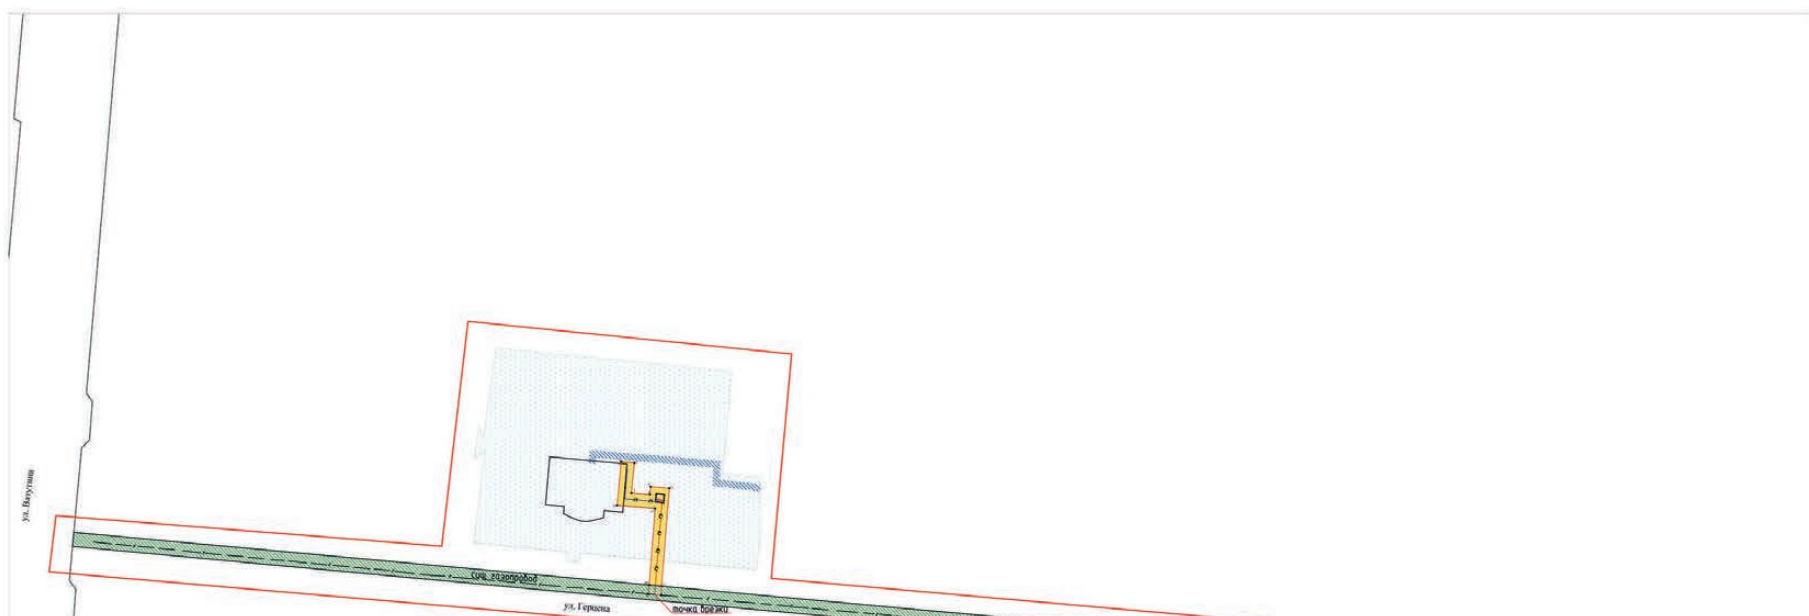 ул. Ватутина
сущ. газопровод
ул. Герцена
точка врезки